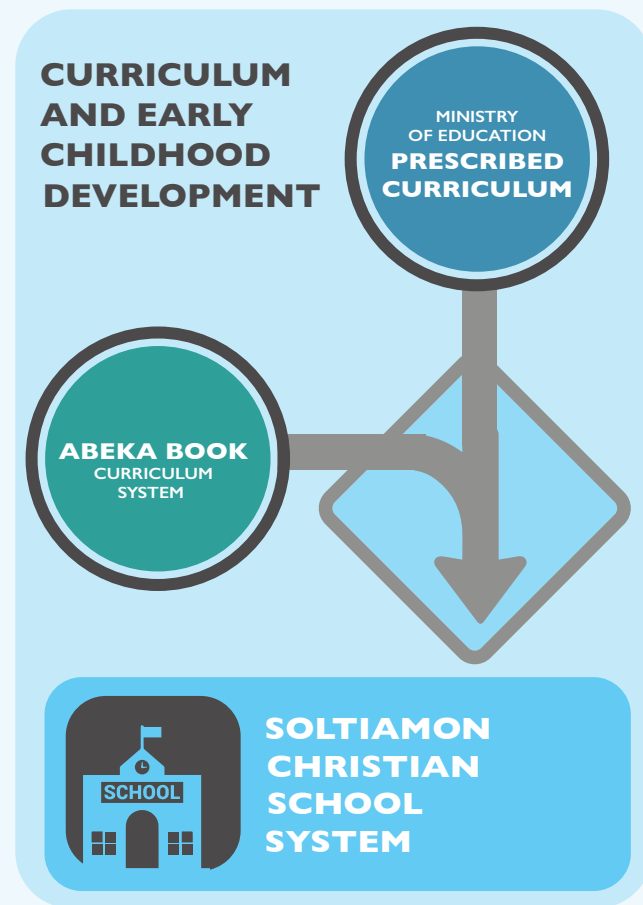 CURRICULUM
AND EARLY
CHILDHOOD
DEVELOPMENT
MINISTRY
OF EDUCATION
PRESCRIBED
CURRICULUM
ABEKA BOOK
CURRICULUM
SYSTEM
SCHOOL
SOLTIAMON
CHRISTIAN
SCHOOL
SYSTEM